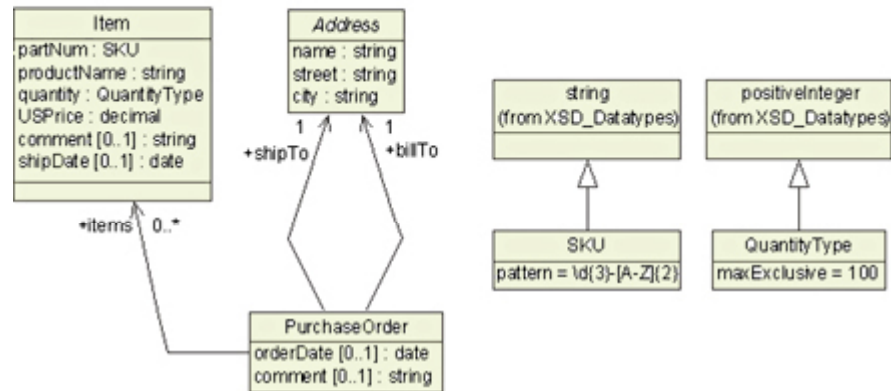 Item
partNum : SKU
productName : string
quantity : QuantityType
USPrice : decimal
comment [0..1] : string
shipDate [0..1] : date
+items 0..*
Address
name : string
street : string
city : string
1
+shipTo
1
+billTo
PurchaseOrder
orderDate [0..1] : date
comment [0..1] : string
string
(from XSD_Datatypes)
SKU
pattern = \d{3}-[A-Z]{2}
positiveInteger
(from XSD_Datatypes)
QuantityType
maxExclusive = 100